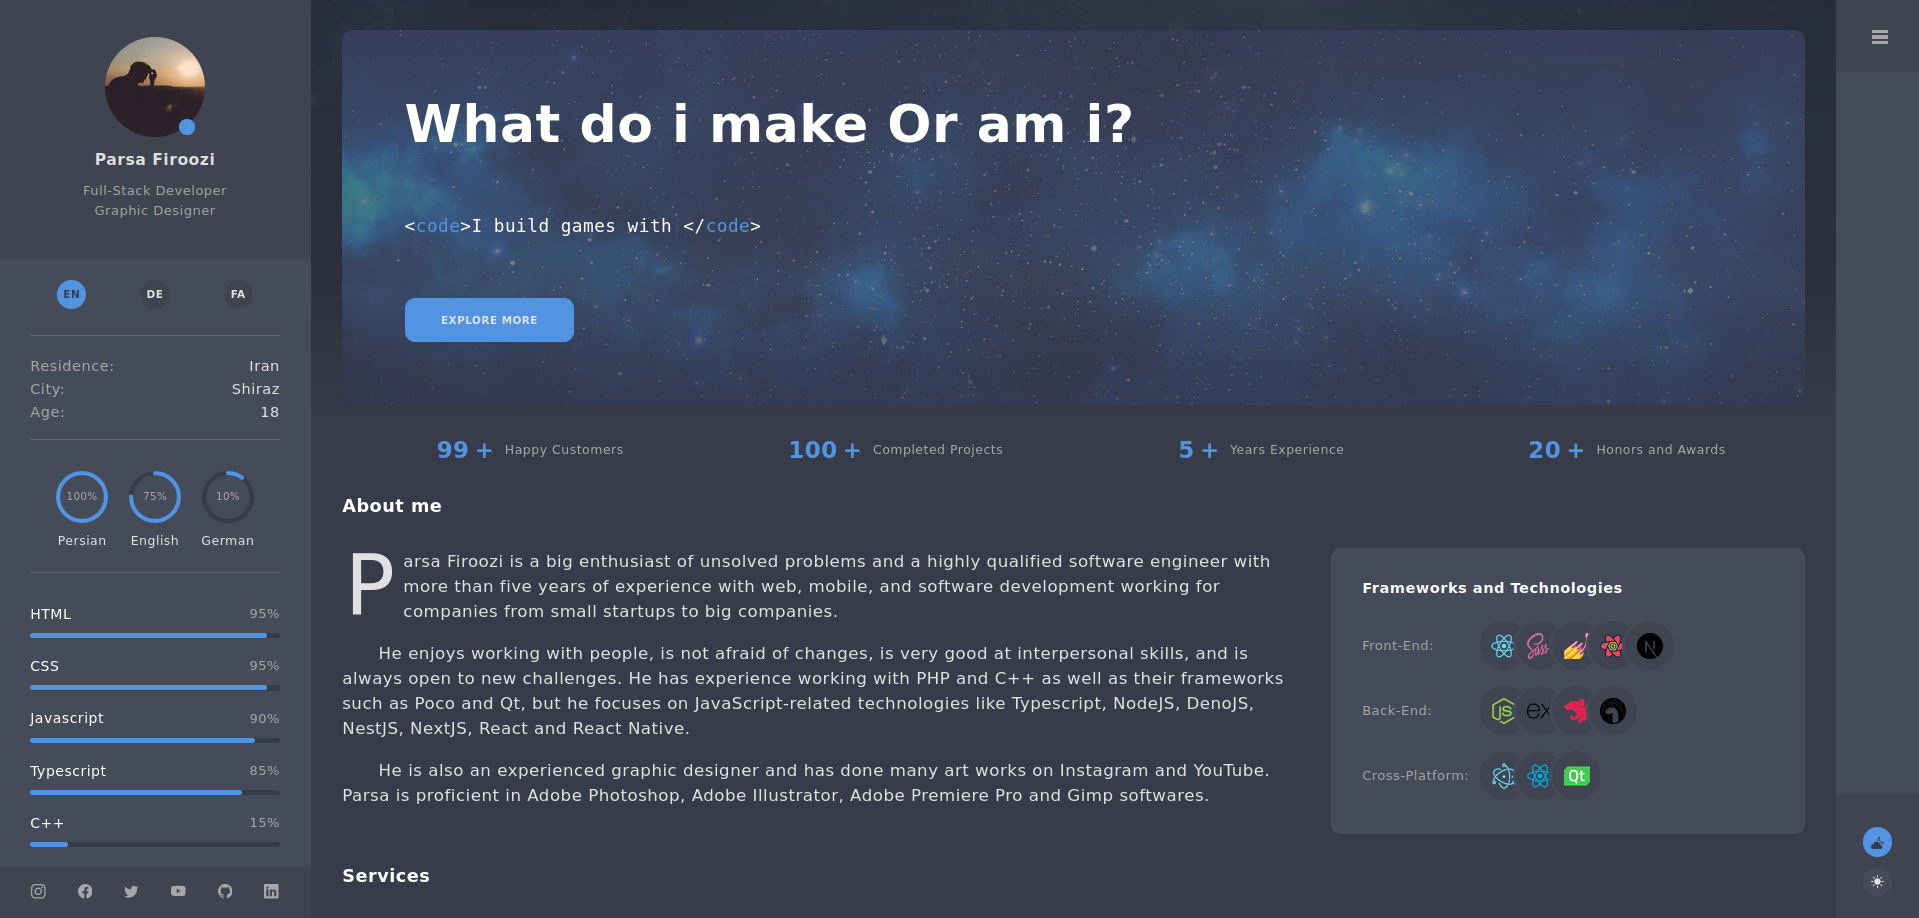 Parsa Firoozi
Full-Stack Developer
Graphic Designer
EN DE FA
Residence: Iran
City: Shiraz
Age: 18
100% 75% 10%
Persian English German
HTML 95%
CSS 95%
Javascript 90%
Typescript 85%
C++ 15%
What do i make Or am i?
<code>I build games with </code>
EXPLORE MORE
99 + Happy Customers
100 + Completed Projects
5 + Years Experience
20 + Honors and Awards
About me
Parsa Firoozi is a big enthusiast of unsolved problems and a highly qualified software engineer with
more than five years of experience with web, mobile, and software development working for
companies from small startups to big companies.
He enjoys working with people, is not afraid of changes, is very good at interpersonal skills, and is
always open to new challenges. He has experience working with PHP and C++ as well as their frameworks
such as Poco and Qt, but he focuses on JavaScript-related technologies like Typescript, NodeJS, DenoJS,
NestJS, NextJS, React and React Native.
He is also an experienced graphic designer and has done many art works on Instagram and YouTube.
Parsa is proficient in Adobe Photoshop, Adobe Illustrator, Adobe Premiere Pro and Gimp softwares.
Frameworks and Technologies
Front-End: Sass N
Back-End: JS ex
Cross-Platform: Qt
Services